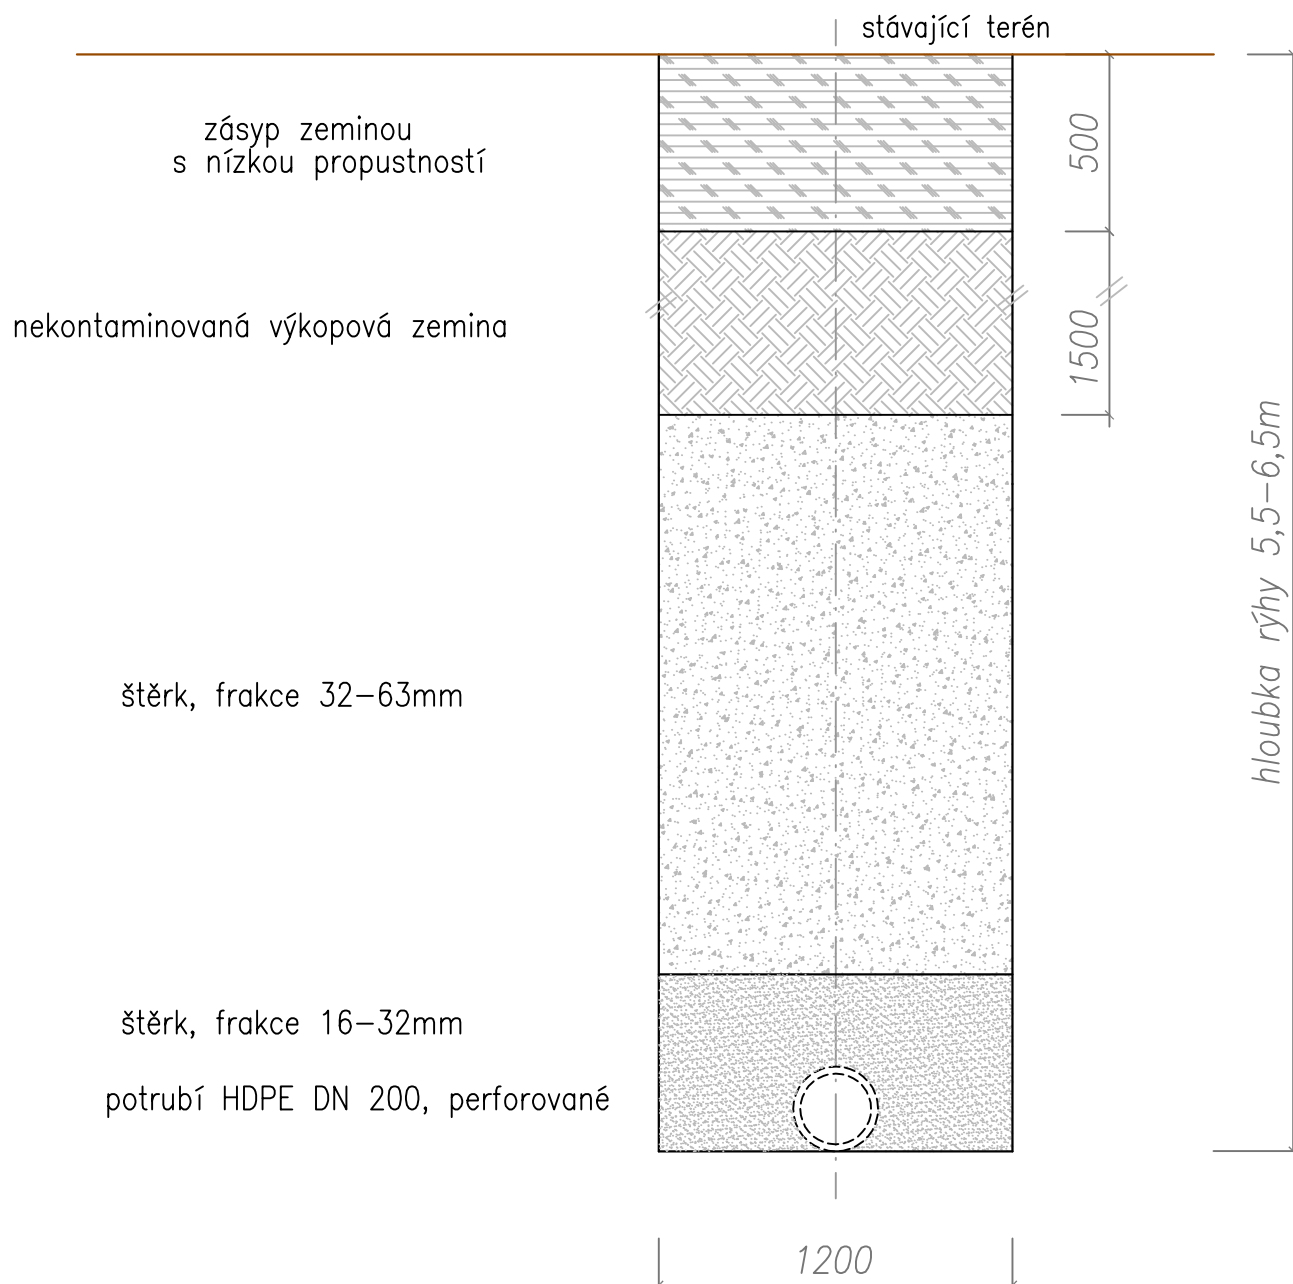 stávající terén
zásyp zeminou
s nízkou propustností
500
nekontaminovaná výkopová zemina
1500
hloubka rýhy 5,5-6,5m
štěrk, frakce 32-63mm
štěrk, frakce 16-32mm
potrubí HDPE DN 200, perforované
1200